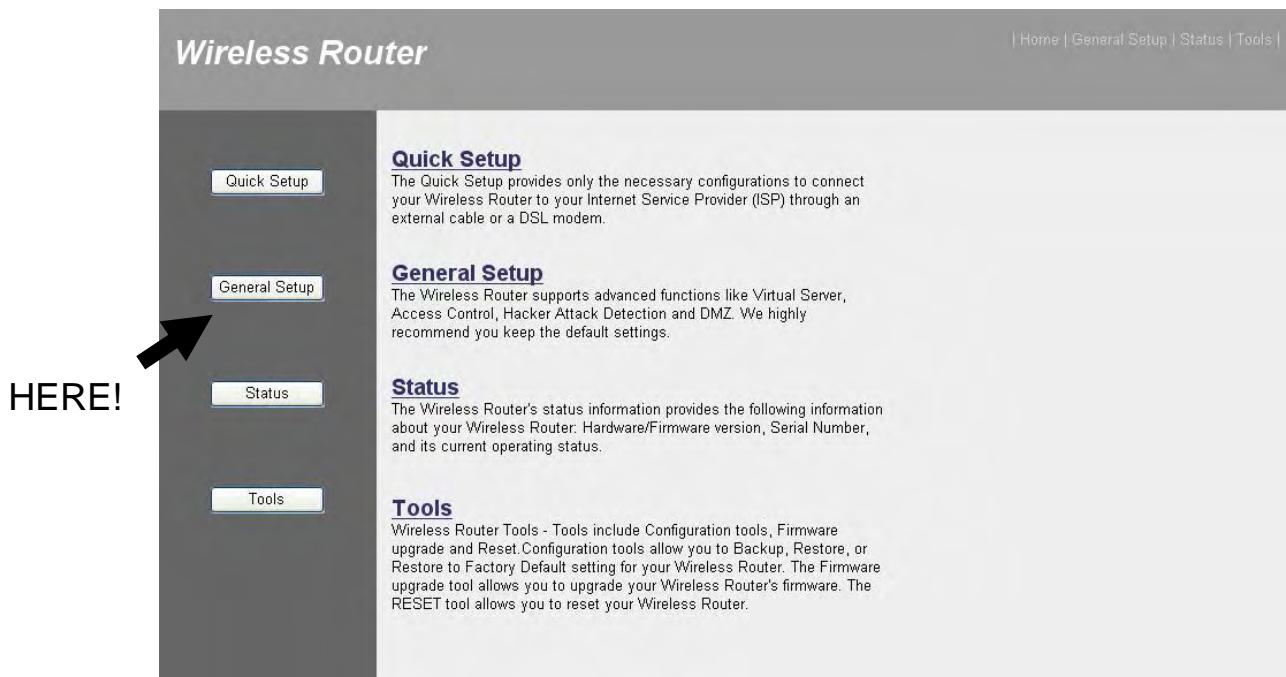 Wireless Router
| Home | General Setup | Status | Tools |
Quick Setup
General Setup
HERE!
Status
Tools
Quick Setup
The Quick Setup provides only the necessary configurations to connect
your Wireless Router to your Internet Service Provider (ISP) through an
external cable or a DSL modem.
General Setup
The Wireless Router supports advanced functions like Virtual Server,
Access Control, Hacker Attack Detection and DMZ. We highly
recommend you keep the default settings.
Status
The Wireless Router's status information provides the following information
about your Wireless Router: Hardware/Firmware version, Serial Number,
and its current operating status.
Tools
Wireless Router Tools - Tools include Configuration tools, Firmware
upgrade and Reset.Configuration tools allow you to Backup, Restore, or
Restore to Factory Default setting for your Wireless Router. The Firmware
upgrade tool allows you to upgrade your Wireless Router's firmware. The
RESET tool allows you to reset your Wireless Router.